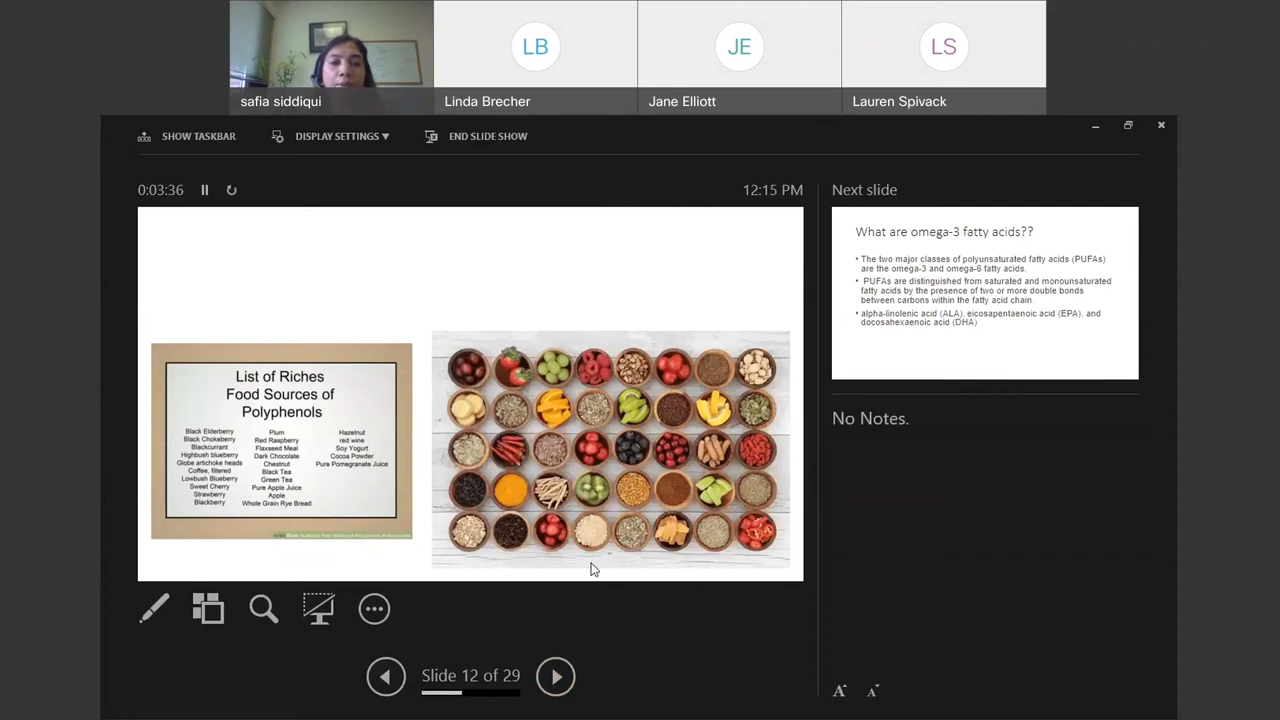 LB
JE
LS
safia siddiqui
Linda Brecher
Jane Elliott
Lauren Spivack
SHOW TASKBAR
DISPLAY SETTINGS ▾
END SLIDE SHOW
0:03:36
12:15 PM
Next slide
List of Riches
Food Sources of
Polyphenols
Black Elderberry
Black Chokeberry
Blackcurrant
Highbush blueberry
Globe artichoke heads
Coffee, filtered
Lowbush Blueberry
Sweet Cherry
Strawberry
Blackberry
Plum
Red Raspberry
Flaxseed Meal
Dark Chocolate
Chestnut
Black Tea
Green Tea
Pure Apple Juice
Apple
Whole Grain Rye Bread
Hazelnut
red wine
Soy Yogurt
Cocoa Powder
Pure Pomegranate Juice
What are omega-3 fatty acids??
• The two major classes of polyunsaturated fatty acids (PUFAs)
are the omega-3 and omega-6 fatty acids.
• PUFAs are distinguished from saturated and monounsaturated
fatty acids by the presence of two or more double bonds
between carbons within the fatty acid chain.
• alpha-linolenic acid (ALA), eicosapentaenoic acid (EPA), and
docosahexaenoic acid (DHA)
No Notes.
Slide 12 of 29
A A